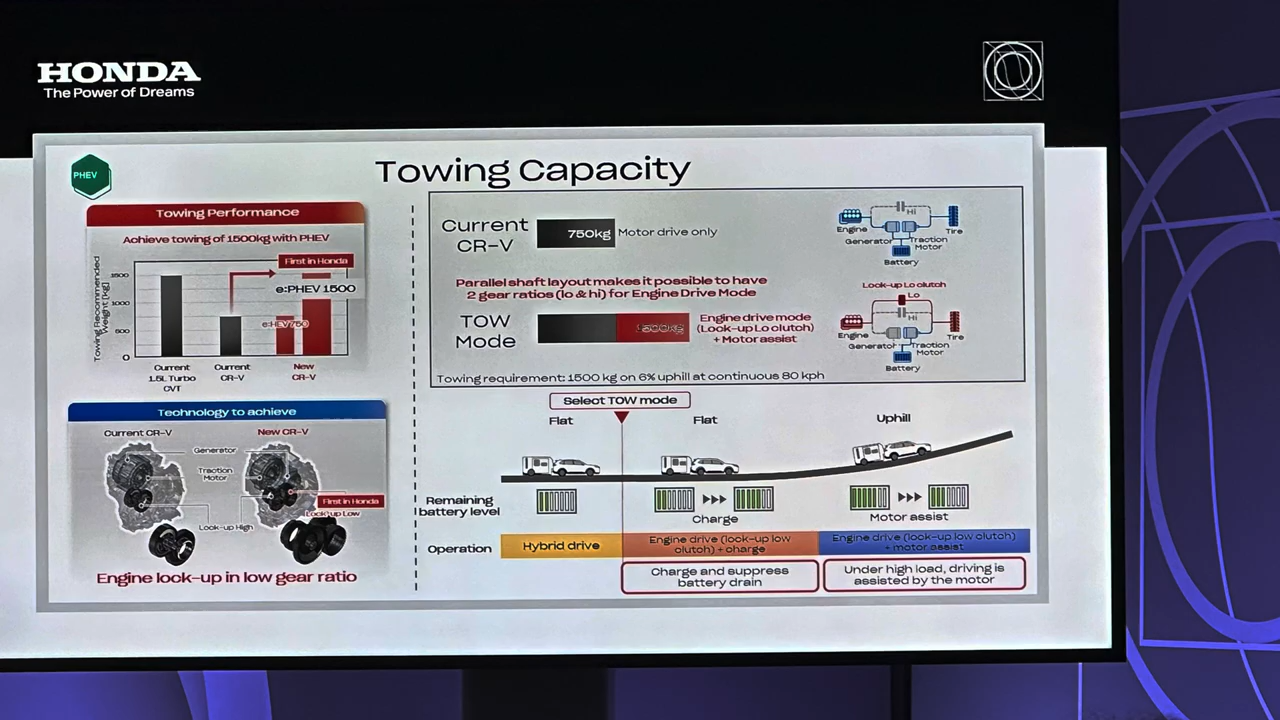 HONDA
The Power of Dreams
PHEV
Towing Capacity
Towing Performance
Achieve towing of 1500kg with PHEV
First in Honda
e:PHEV 1500
e:HEV 750
Towing Recommended
Weight [kg]
1500
1000
500
0
Current
1.5L Turbo
CVT
Current
CR-V
New
CR-V
Technology to achieve
Current CR-V
New CR-V
Generator
Traction
Motor
First in Honda
Lock-up Low
Lock-up High
Engine lock-up in low gear ratio
Current
CR-V
750kg
Motor drive only
Hi
Engine
Tire
Generator
Traction
Motor
Battery
Parallel shaft layout makes it possible to have
2 gear ratios (lo & hi) for Engine Drive Mode
TOW
Mode
1500kg
Engine drive mode
(Lock-up Lo clutch)
+ Motor assist
Lock-up Lo clutch
Lo
Hi
Engine
Tire
Generator
Traction
Motor
Battery
Towing requirement: 1500 kg on 6% uphill at continuous 80 kph
Select TOW mode
Flat
Flat
Uphill
Remaining
battery level
Charge
Motor assist
Operation
Hybrid drive
Engine drive (lock-up low
clutch) + charge
Engine drive (lock-up low clutch)
+ motor assist
Charge and suppress
battery drain
Under high load, driving is
assisted by the motor